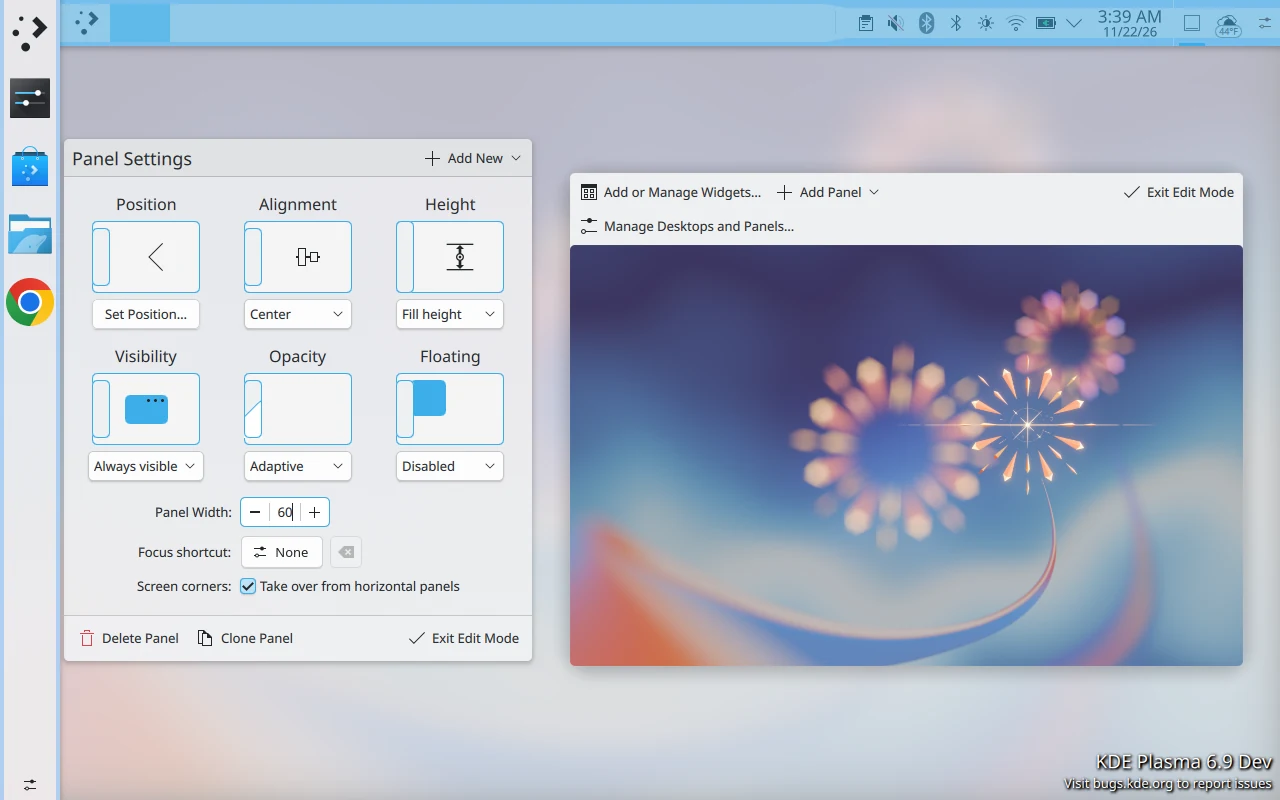 3:39 AM
11/22/26
44°F
Panel Settings
Add New
Position
Alignment
Height
Set Position...
Center
Fill height
Visibility
Opacity
Floating
Always visible
Adaptive
Disabled
Panel Width:
60
Focus shortcut:
None
Screen corners:
Take over from horizontal panels
Delete Panel
Clone Panel
Exit Edit Mode
Add or Manage Widgets...
Add Panel
Exit Edit Mode
Manage Desktops and Panels...
KDE Plasma 6.9 Dev
Visit bugs.kde.org to report issues